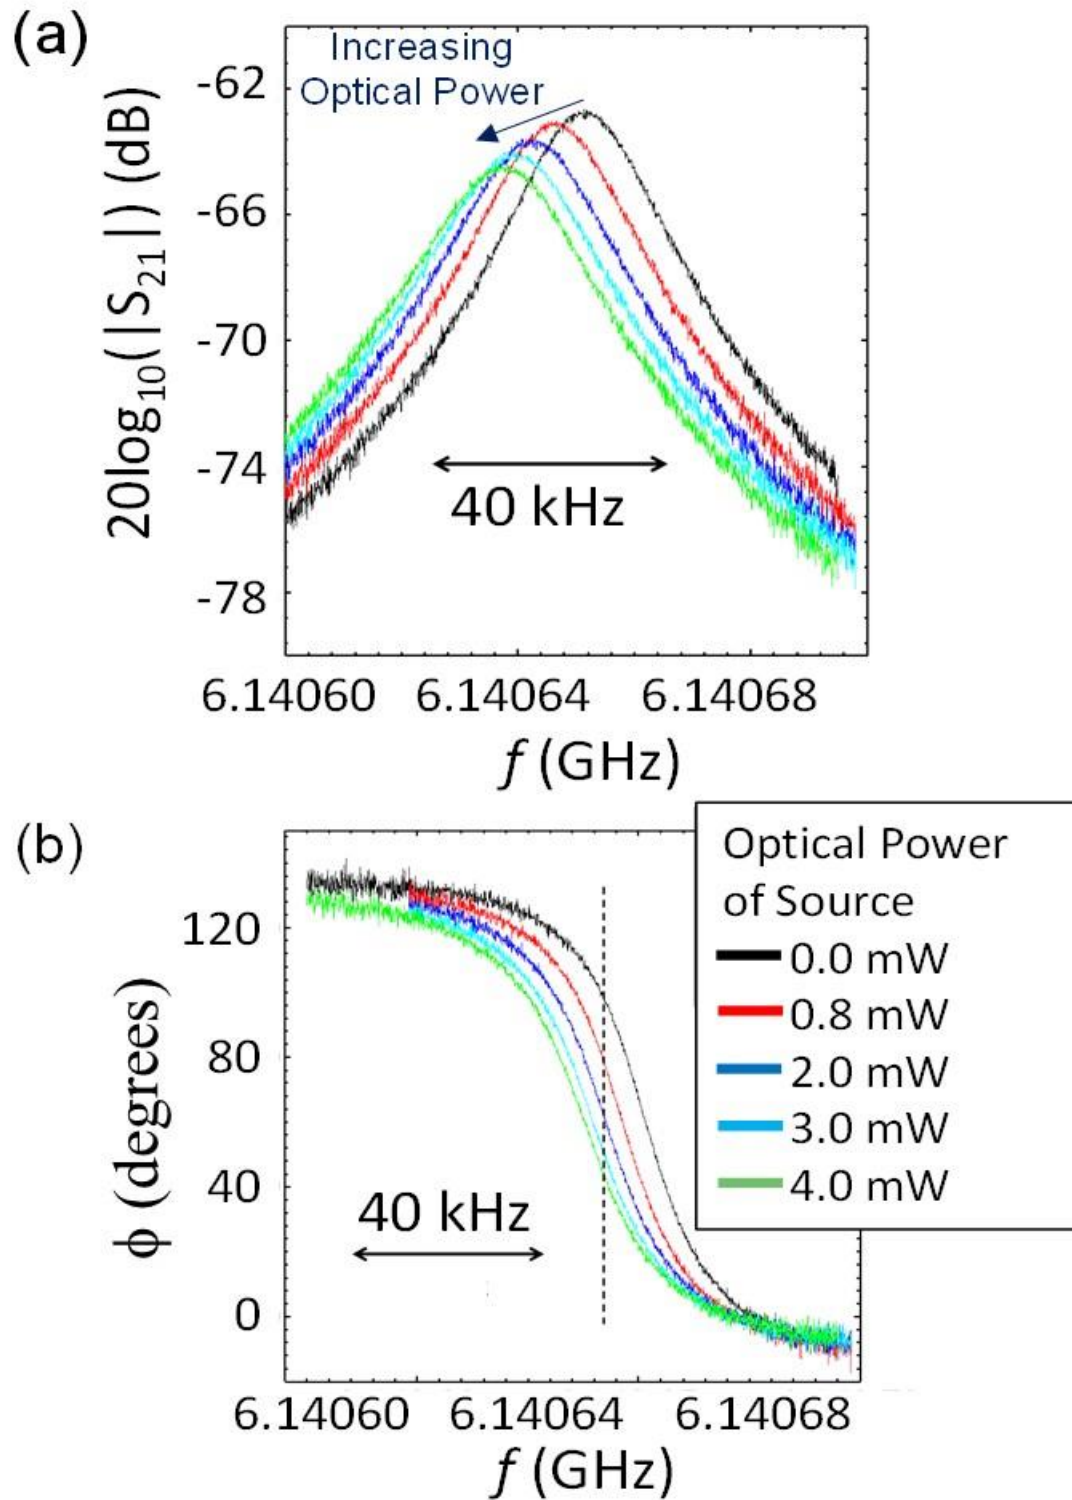 (a)
Increasing
Optical Power
20log10(|S21|) (dB)
-62
-66
-70
-74
-78
40 kHz
6.14060 6.14064 6.14068
f (GHz)
(b)
ϕ (degrees)
120
80
40
0
40 kHz
6.14060 6.14064 6.14068
f (GHz)
Optical Power
of Source
0.0 mW
0.8 mW
2.0 mW
3.0 mW
4.0 mW